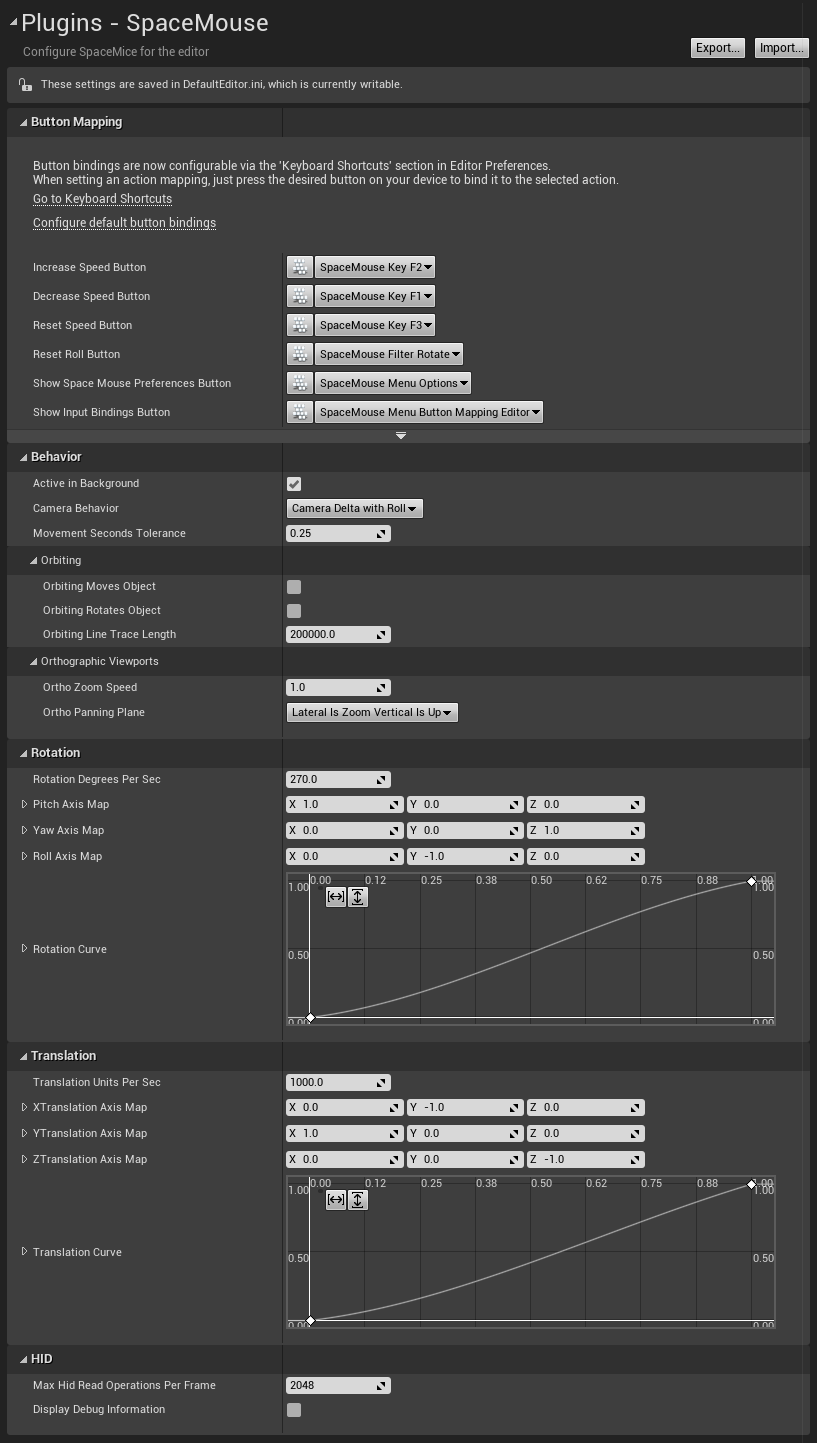 Plugins - SpaceMouse
Configure SpaceMice for the editor
Export... Import...
These settings are saved in DefaultEditor.ini, which is currently writable.
Button Mapping
Button bindings are now configurable via the 'Keyboard Shortcuts' section in Editor Preferences.
When setting an action mapping, just press the desired button on your device to bind it to the selected action.
Go to Keyboard Shortcuts
Configure default button bindings
Increase Speed Button SpaceMouse Key F2
Decrease Speed Button SpaceMouse Key F1
Reset Speed Button SpaceMouse Key F3
Reset Roll Button SpaceMouse Filter Rotate
Show Space Mouse Preferences Button SpaceMouse Menu Options
Show Input Bindings Button SpaceMouse Menu Button Mapping Editor
Behavior
Active in Background
Camera Behavior Camera Delta with Roll
Movement Seconds Tolerance 0.25
Orbiting
Orbiting Moves Object
Orbiting Rotates Object
Orbiting Line Trace Length 200000.0
Orthographic Viewports
Ortho Zoom Speed 1.0
Ortho Panning Plane Lateral Is Zoom Vertical Is Up
Rotation
Rotation Degrees Per Sec 270.0
Pitch Axis Map X 1.0 Y 0.0 Z 0.0
Yaw Axis Map X 0.0 Y 0.0 Z 1.0
Roll Axis Map X 0.0 Y -1.0 Z 0.0
0.00 0.12 0.25 0.38 0.50 0.62 0.75 0.88 1.00
1.00 1.00
Rotation Curve
0.50 0.50
0.00 0.00
Translation
Translation Units Per Sec 1000.0
XTranslation Axis Map X 0.0 Y -1.0 Z 0.0
YTranslation Axis Map X 1.0 Y 0.0 Z 0.0
ZTranslation Axis Map X 0.0 Y 0.0 Z -1.0
0.00 0.12 0.25 0.38 0.50 0.62 0.75 0.88 1.00
1.00 1.00
Translation Curve
0.50 0.50
0.00 0.00
HID
Max Hid Read Operations Per Frame 2048
Display Debug Information